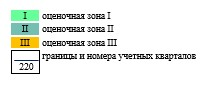 I оценочная зона I
II оценочная зона II
III оценочная зона III
границы и номера учетных кварталов
220